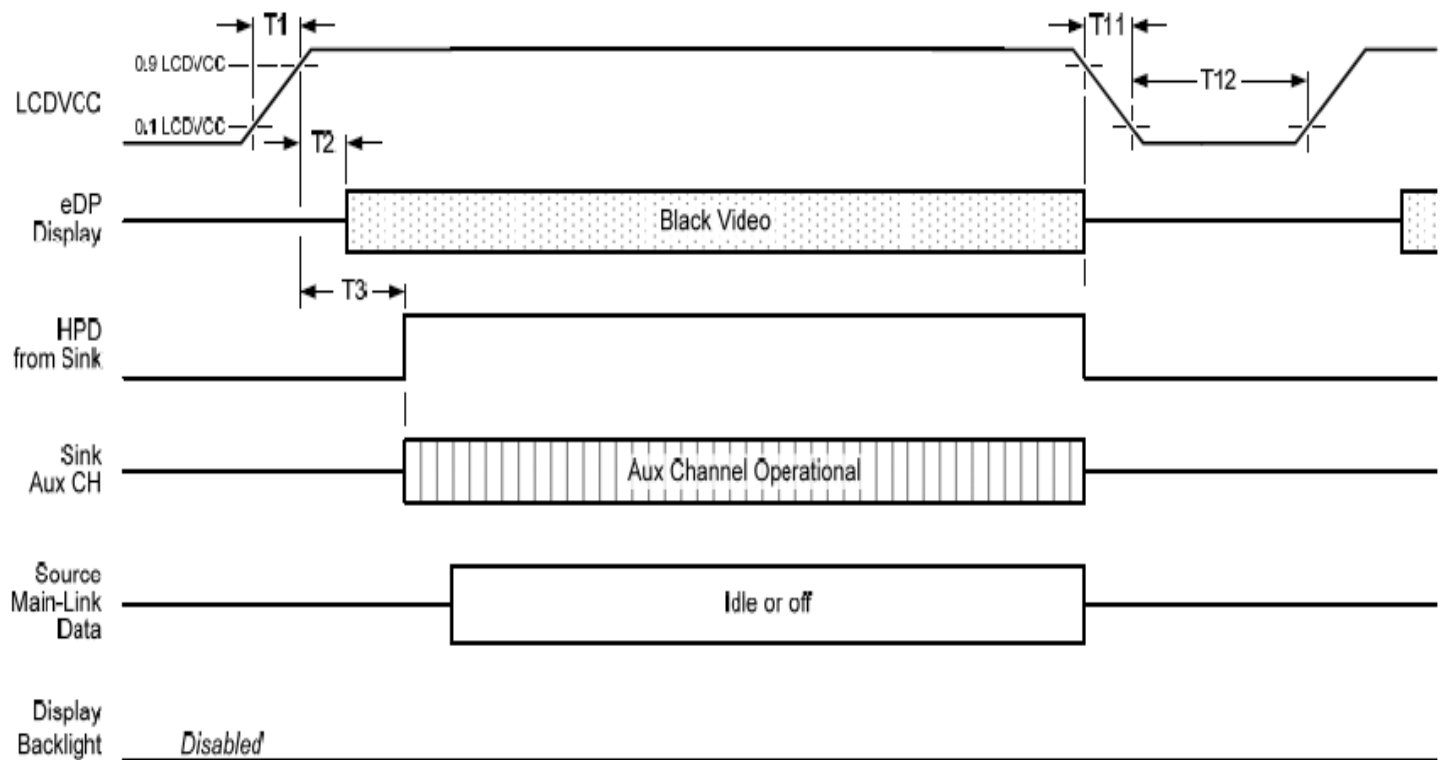 T1
T11
0.9 LCDVCC
T12
LCDVCC
0.1 LCDVCC
T2
eDP
Display
Black Video
T3
HPD
from Sink
Sink
Aux CH
Aux Channel Operational
Source
Main-Link
Data
Idle or off
Display
Backlight
Disabled